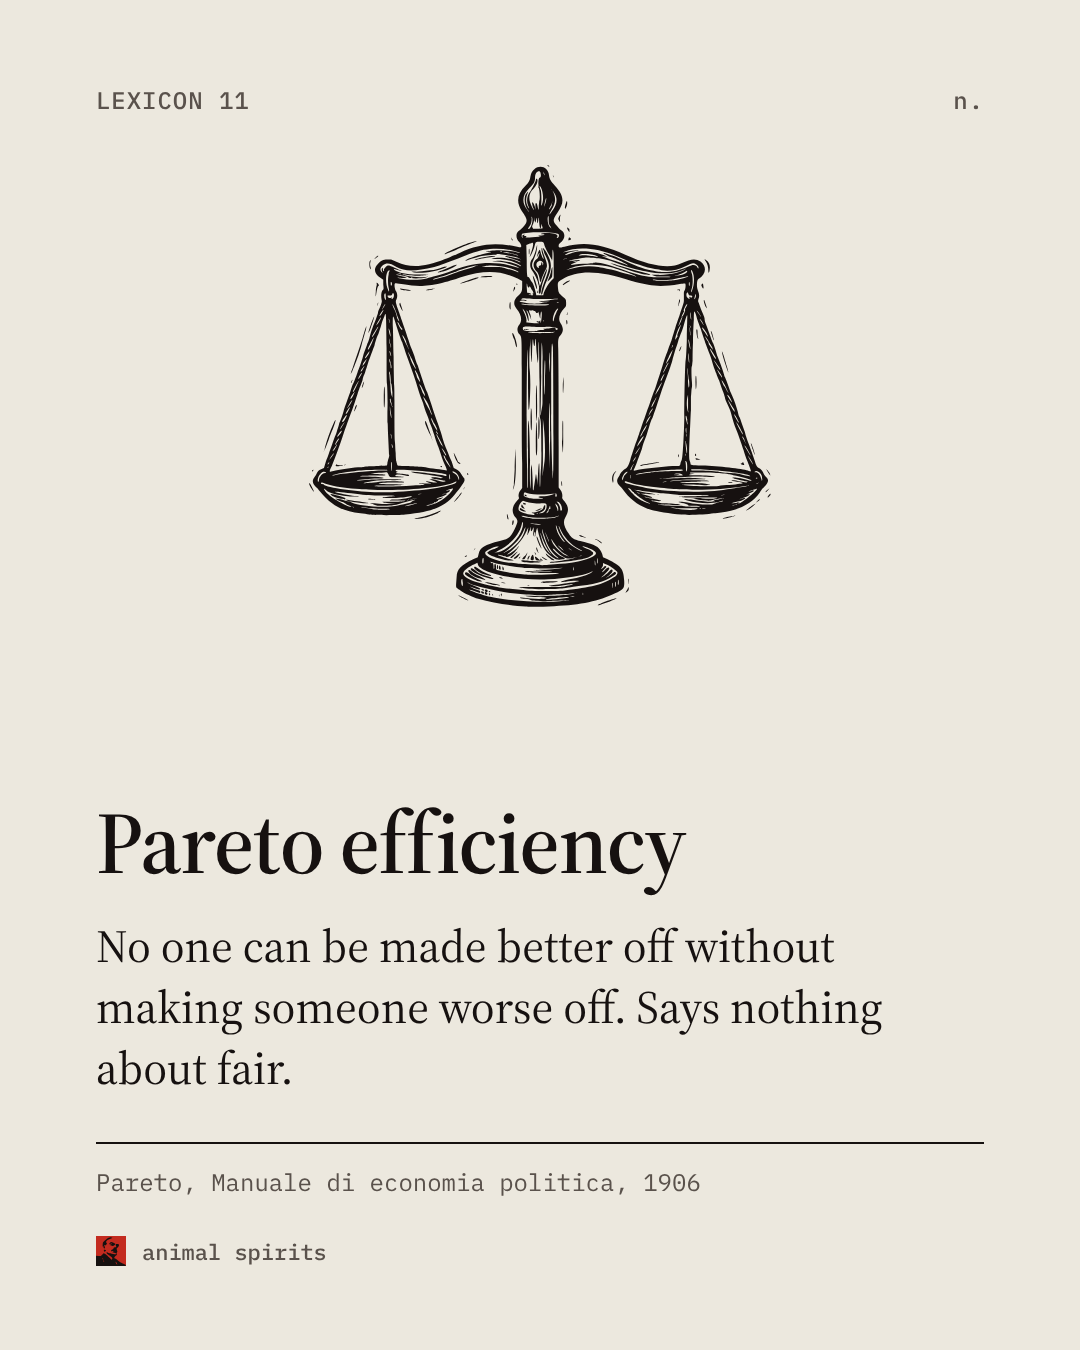 LEXICON 11
n.
Pareto efficiency
No one can be made better off without
making someone worse off. Says nothing
about fair.
Pareto, Manuale di economia politica, 1906
animal spirits